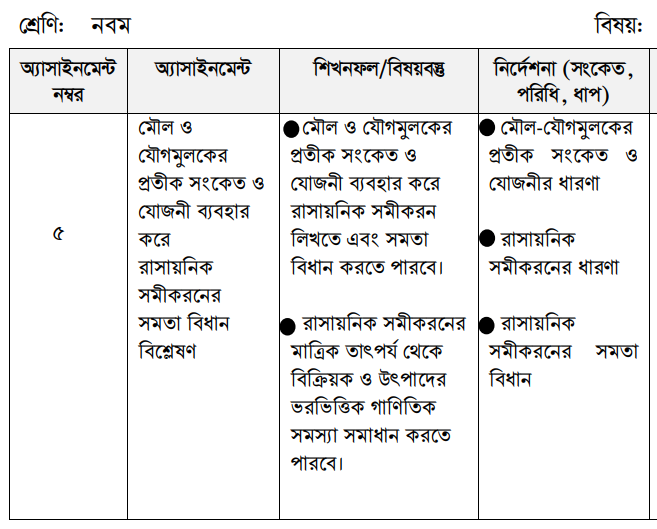 শ্রেণি: নবম
বিষয়:
অ্যাসাইনমেন্ট
নম্বর
অ্যাসাইনমেন্ট
শিখনফল/বিষয়বস্তু
নির্দেশনা (সংকেত,
পরিধি, ধাপ)
৫
মৌল ও
যৌগমুলকের
প্রতীক সংকেত ও
যোজনী ব্যবহার
করে
রাসায়নিক
সমীকরনের
সমতা বিধান
বিশ্লেষণ
● মৌল ও যৌগমুলকের
প্রতীক সংকেত ও
যোজনী ব্যবহার করে
রাসায়নিক সমীকরন
লিখতে এবং সমতা
বিধান করতে পারবে।
● রাসায়নিক সমীকরনের
মাত্রিক তাৎপর্য থেকে
বিক্রিয়ক ও উৎপাদের
ভরভিত্তিক গাণিতিক
সমস্যা সমাধান করতে
পারবে।
● মৌল-যৌগমুলকের
প্রতীক সংকেত ও
যোজনীর ধারণা
● রাসায়নিক
সমীকরনের ধারণা
● রাসায়নিক
সমীকরনের সমতা
বিধান